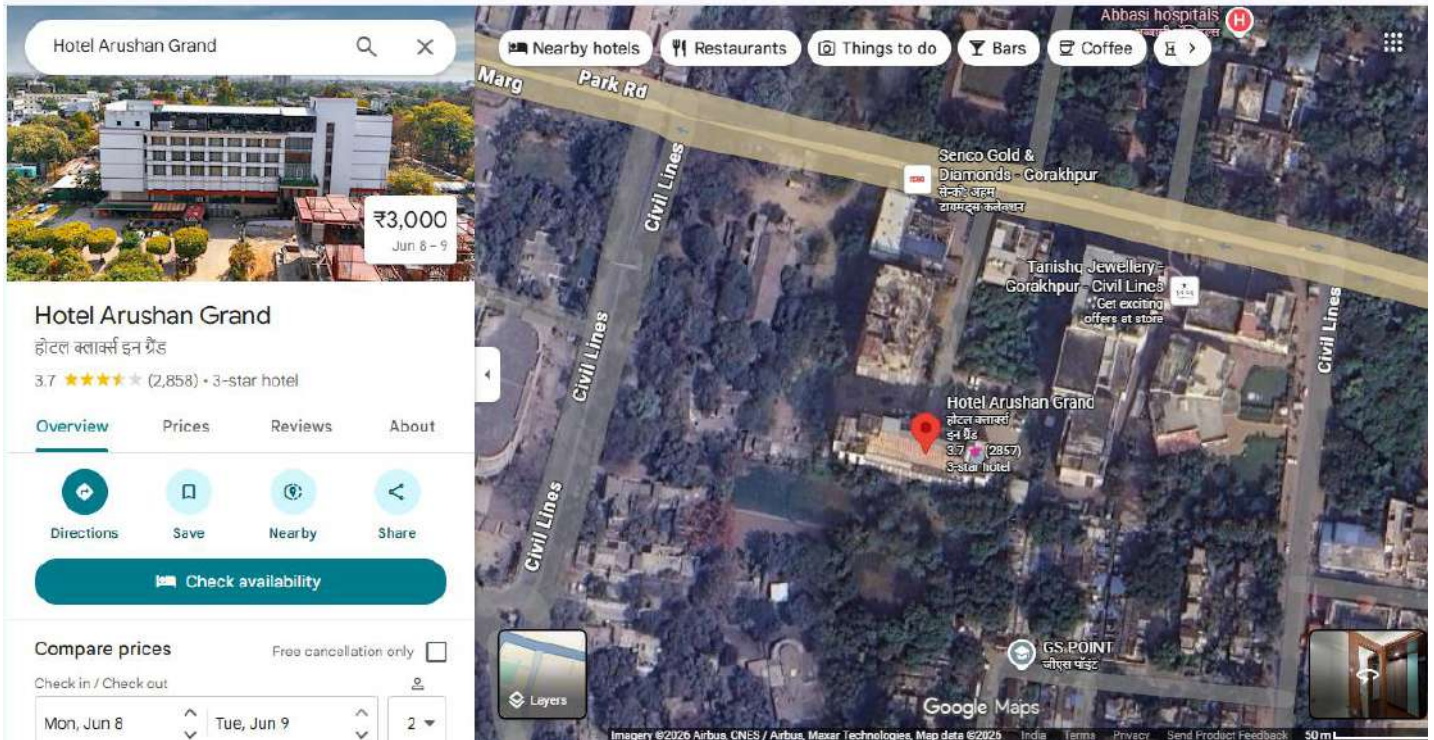 Hotel Arushan Grand
₹3,000
Jun 8 – 9
Hotel Arushan Grand
होटल क्लार्क्स इन ग्रैंड
3.7 (2,858) · 3-star hotel
Overview Prices Reviews About
Directions Save Nearby Share
Check availability
Compare prices Free cancellation only
Check in / Check out
Mon, Jun 8 Tue, Jun 9 2
Nearby hotels Restaurants Things to do Bars Coffee
Abbasi hospitals
H
Marg Park Rd
Civil Lines
Senco Gold &
Diamonds - Gorakhpur
Civil Lines
Tanishq Jewellery -
Gorakhpur - Civil Lines
Get exciting
offers at store
Civil Lines
Civil Lines
Hotel Arushan Grand
होटल क्लार्क्स
इन ग्रैंड
3.7 (2857)
3-star hotel
GS POINT
जीएस पॉइंट
Layers
Google Maps
Imagery ©2026 Airbus, CNES / Airbus, Maxar Technologies, Map data ©2025 India Terms Privacy Send Product Feedback 50 m